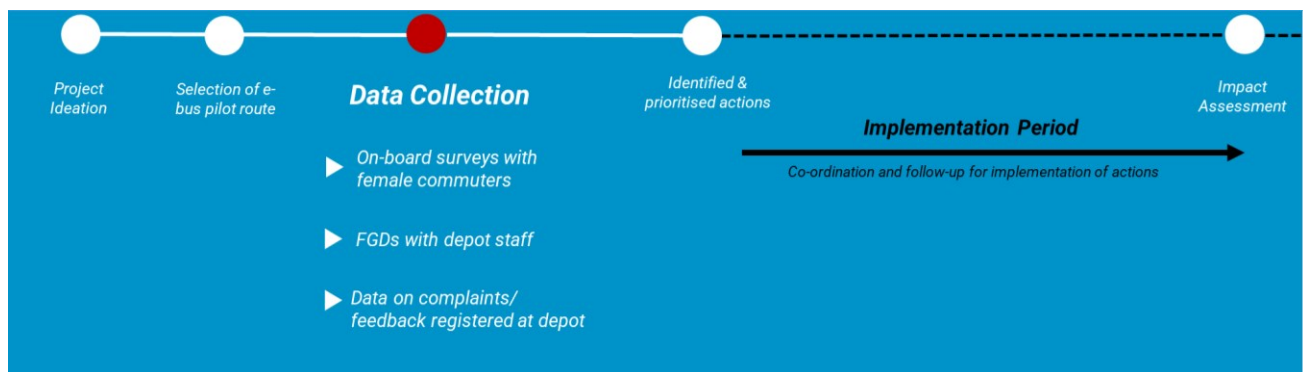 Project
Ideation
Selection of e-
bus pilot route
Data Collection
On-board surveys with
female commuters
FGDs with depot staff
Data on complaints/
feedback registered at depot
Identified &
prioritised actions
Implementation Period
Co-ordination and follow-up for implementation of actions
Impact
Assessment